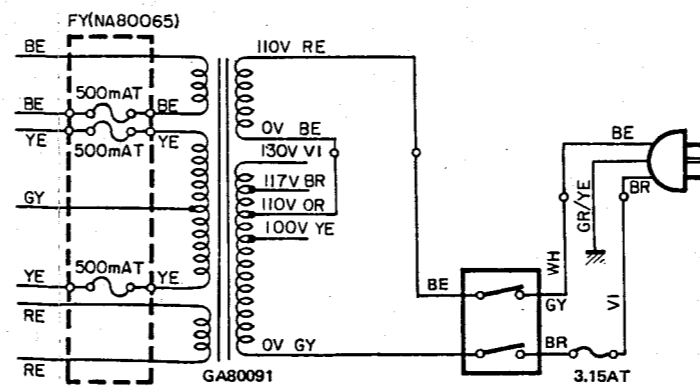 FY(NA80065)
BE
110V RE
500mAT
BE
BE
YE
500mAT
YE
0V BE
130V VI
117V BR
110V OR
100V YE
GY
BE
BR
GR/YE
WH
VI
YE
500mAT
YE
RE
BE
GY
0V GY
BR
RE
GA80091
3.15AT